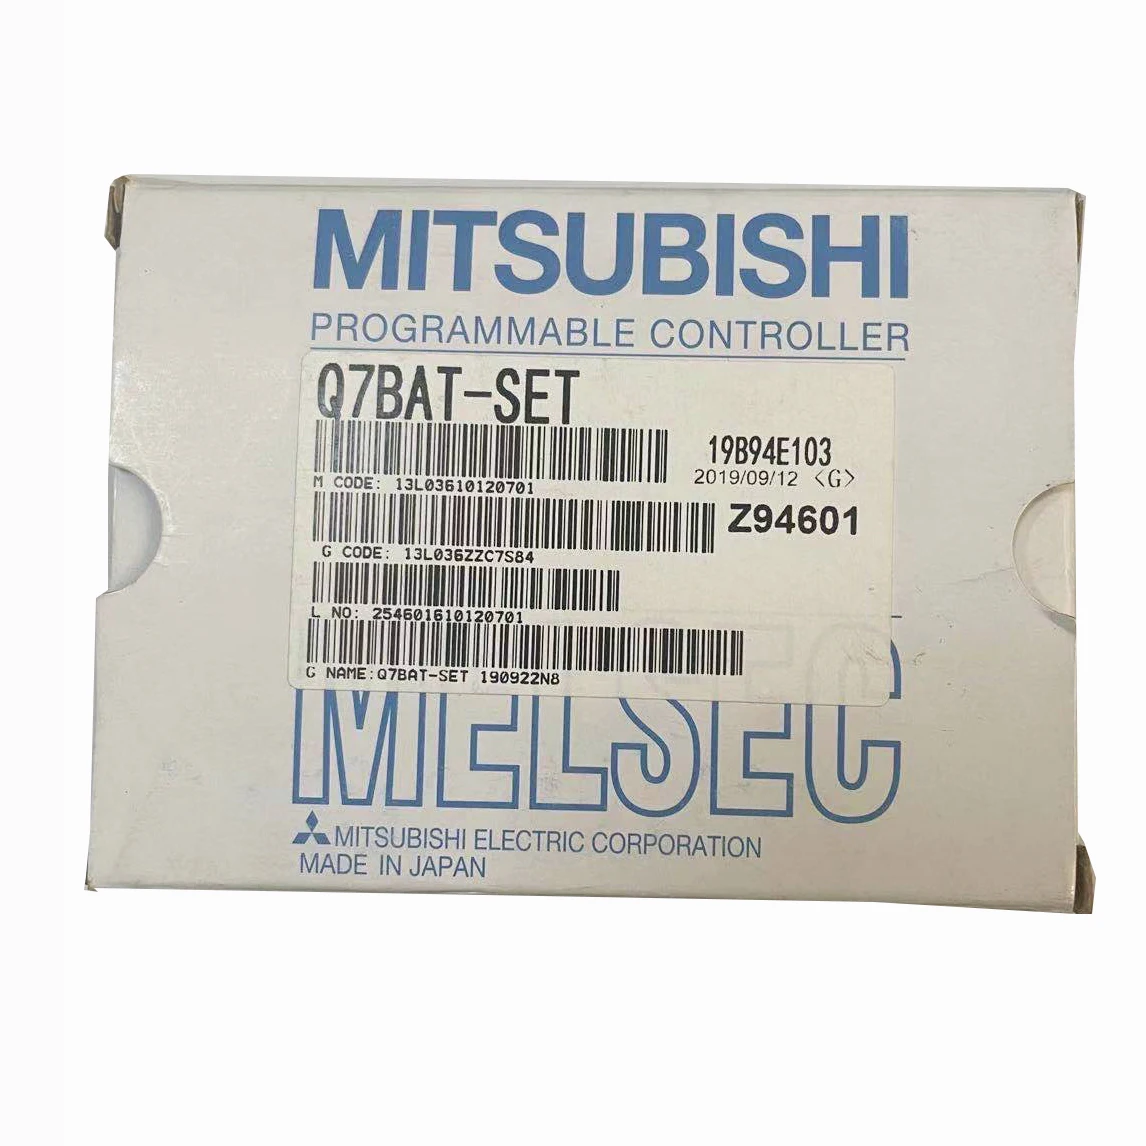 MITSUBISHI
PROGRAMMABLE CONTROLLER
Q7BAT-SET
19B94E103
M CODE: 13L03610120701
2019/09/12 <G>
Z94601
G CODE: 13L036ZZC7S84
L NO: 254601610120701
G NAME:Q7BAT-SET 190922N8
MELSEC
MITSUBISHI ELECTRIC CORPORATION
MADE IN JAPAN